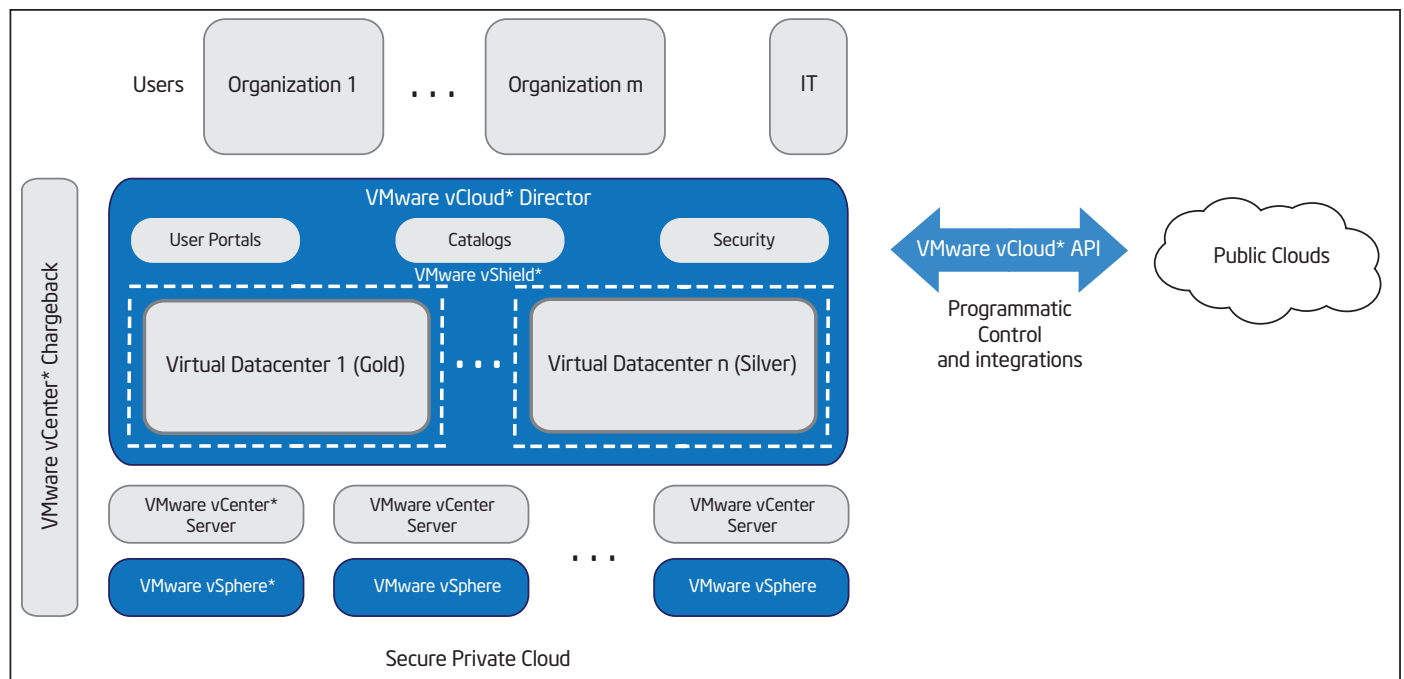 Users
Organization 1
. . .
Organization m
IT
VMware vCenter* Chargeback
VMware vCloud* Director
User Portals
Catalogs
Security
VMware vShield*
Virtual Datacenter 1 (Gold)
. . .
Virtual Datacenter n (Silver)
VMware vCloud* API
Programmatic
Control
and integrations
Public Clouds
VMware vCenter*
Server
VMware vCenter
Server
. . .
VMware vCenter
Server
VMware vSphere*
VMware vSphere
VMware vSphere
Secure Private Cloud